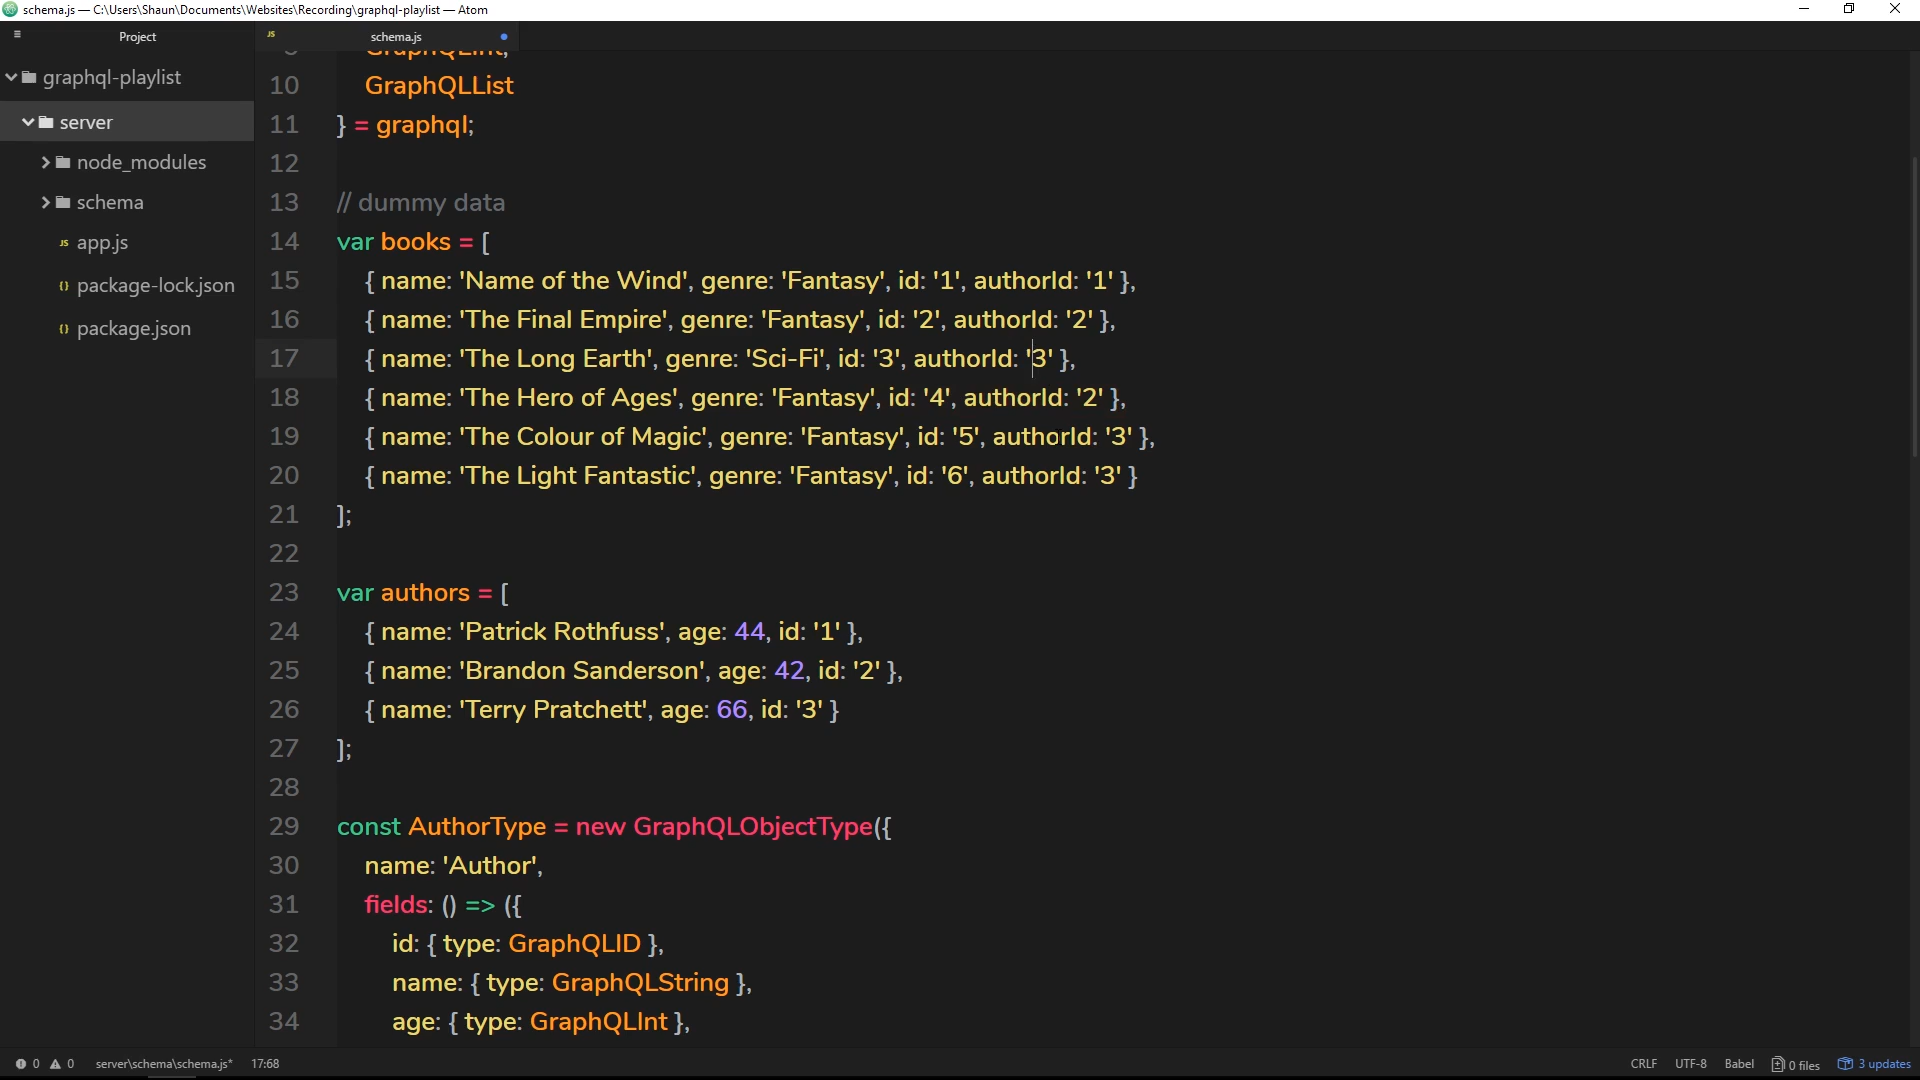 schema.js — C:\Users\Shaun\Documents\Websites\Recording\graphql-playlist — Atom
Project
JS schema.js
graphql-playlist
server
node_modules
schema
JS app.js
{} package-lock.json
{} package.json
9 GraphQLInt,
10 GraphQLList
11 } = graphql;
12
13 // dummy data
14 var books = [
15 { name: 'Name of the Wind', genre: 'Fantasy', id: '1', authorId: '1' },
16 { name: 'The Final Empire', genre: 'Fantasy', id: '2', authorId: '2' },
17 { name: 'The Long Earth', genre: 'Sci-Fi', id: '3', authorId: '3' },
18 { name: 'The Hero of Ages', genre: 'Fantasy', id: '4', authorId: '2' },
19 { name: 'The Colour of Magic', genre: 'Fantasy', id: '5', authorId: '3' },
20 { name: 'The Light Fantastic', genre: 'Fantasy', id: '6', authorId: '3' }
21 ];
22
23 var authors = [
24 { name: 'Patrick Rothfuss', age: 44, id: '1' },
25 { name: 'Brandon Sanderson', age: 42, id: '2' },
26 { name: 'Terry Pratchett', age: 66, id: '3' }
27 ];
28
29 const AuthorType = new GraphQLObjectType({
30 name: 'Author',
31 fields: () => ({
32 id: { type: GraphQLID },
33 name: { type: GraphQLString },
34 age: { type: GraphQLInt },
0 0 server\schema\schema.js* 17:68 CRLF UTF-8 Babel 0 files 3 updates